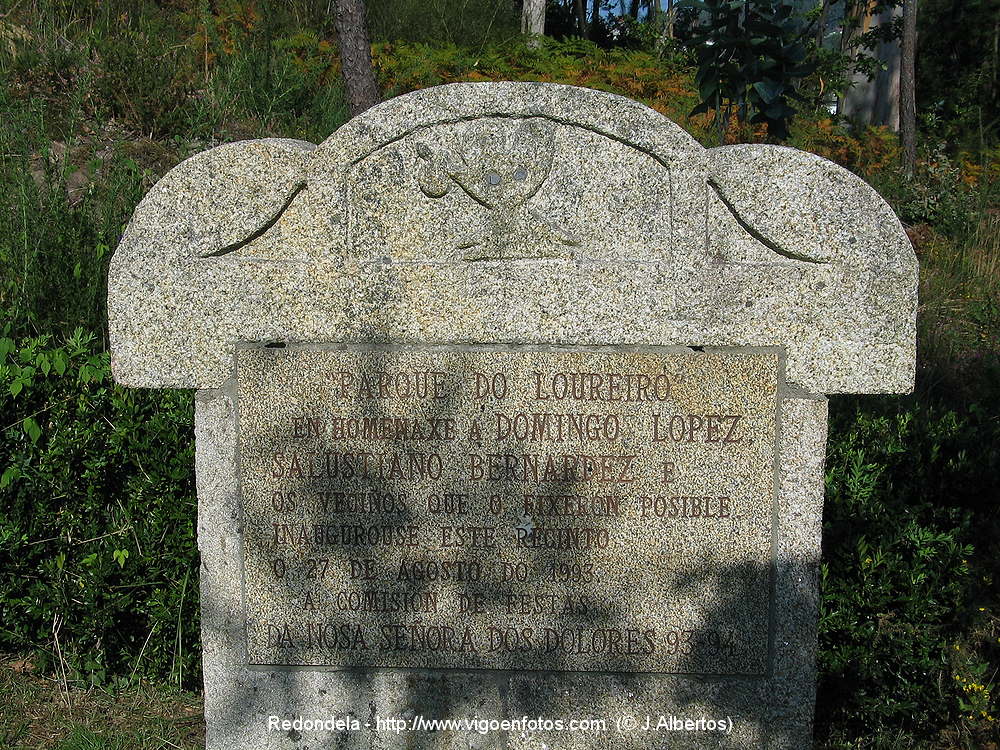 "PARQUE DO LOUREIRO"
EN HOMENAXE A DOMINGO LOPEZ,
SALUSTIANO BERNARDEZ E
OS VECIÑOS QUE O FIXERON POSIBLE
INAUGUROUSE ESTE RECINTO
O 27 DE AGOSTO DO 1993
A COMISION DE FESTAS
DA NOSA SEÑORA DOS DOLORES 93-94
Redondela - http://www.vigoenfotos.com (© J.Albertos)